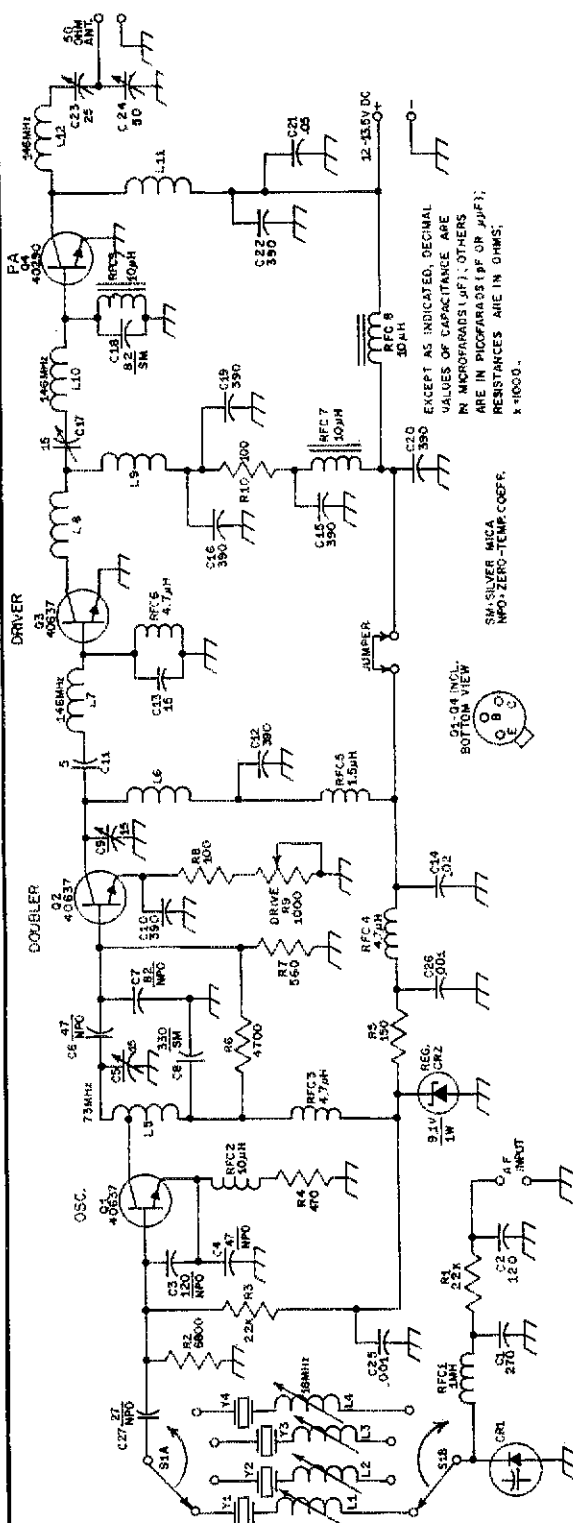 OSC.
Q1
40637
DOUBLER
Q2
40637
DRIVER
Q3
40637
PA
Q4
40290
50
OHM
ANT.
C23
25
C24
50
146MHz
L12
L11
C21
.05
C22
390
12-13.5V DC
+
-
RFC9
10µH
C18
82
SM
146MHz
L10
15
C17
L8
L9
C19
390
C16
390
R10
100
RFC7
10µH
C15
390
C20
390
RFC 8
10µH
RFC6
4.7µH
C13
15
146MHz
L7
5
C11
L6
C12
390
RFC5
1.5µH
JUMPER
C9
15
C10
390
R8
100
DRIVE
R9
1000
R7
560
C7
82
NPO
C6
47
NPO
C5
15
330
SM
C8
R6
4700
73MHz
L5
RFC3
4.7µH
RFC4
4.7µH
C14
.02
C26
.001
R5
150
REG.
CR2
9.1V
1W
RFC2
10µH
R4
470
C3
120
NPO
C4
47
NPO
R3
22K
R2
6800
C25
.001
27
NPO
C27
S1A
Y1
Y2
Y3
Y4
18MHz
L1
L2
L3
L4
S1B
CR1
RFC1
1MH
C1
270
R1
22K
C2
120
AF
INPUT
Q1-Q4 INCL.
BOTTOM VIEW
B
E
C
SM=SILVER MICA
NPO=ZERO-TEMP. COEFF.
EXCEPT AS INDICATED, DECIMAL
VALUES OF CAPACITANCE ARE
IN MICROFARADS (µF); OTHERS
ARE IN PICOFARADS (pF OR µµF);
RESISTANCES ARE IN OHMS;
k=1000.